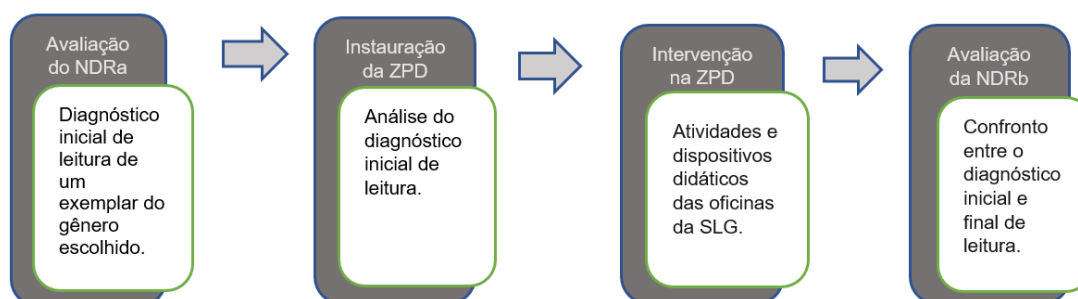 Avaliação
do NDRa
Diagnóstico
inicial de
leitura de
um
exemplar do
gênero
escolhido.
Instauração
da ZPD
Análise do
diagnóstico
inicial de
leitura.
Intervenção
na ZPD
Atividades e
dispositivos
didáticos
das oficinas
da SLG.
Avaliação
da NDRb
Confronto
entre o
diagnóstico
inicial e
final de
leitura.